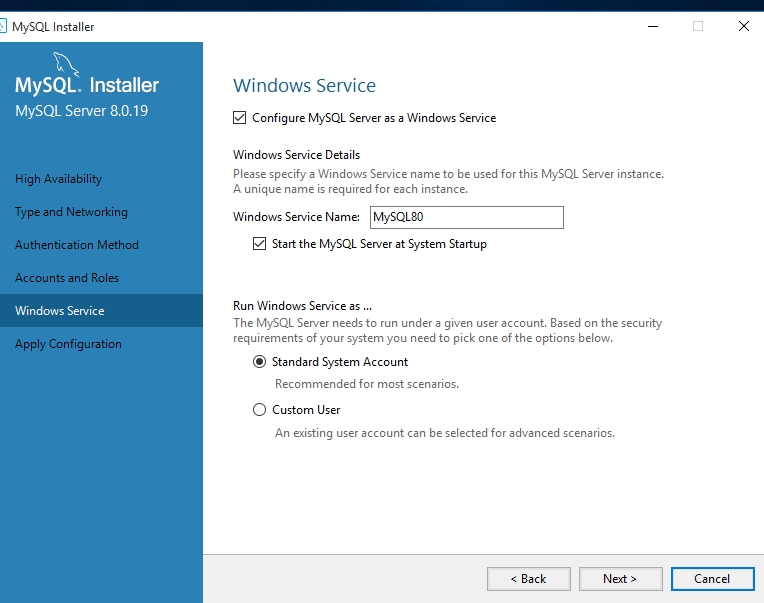 MySQL Installer
MySQL. Installer
MySQL Server 8.0.19
High Availability
Type and Networking
Authentication Method
Accounts and Roles
Windows Service
Apply Configuration
Windows Service
Configure MySQL Server as a Windows Service
Windows Service Details
Please specify a Windows Service name to be used for this MySQL Server instance.
A unique name is required for each instance.
Windows Service Name: MySQL80
Start the MySQL Server at System Startup
Run Windows Service as ...
The MySQL Server needs to run under a given user account. Based on the security
requirements of your system you need to pick one of the options below.
Standard System Account
Recommended for most scenarios.
Custom User
An existing user account can be selected for advanced scenarios.
< Back Next > Cancel